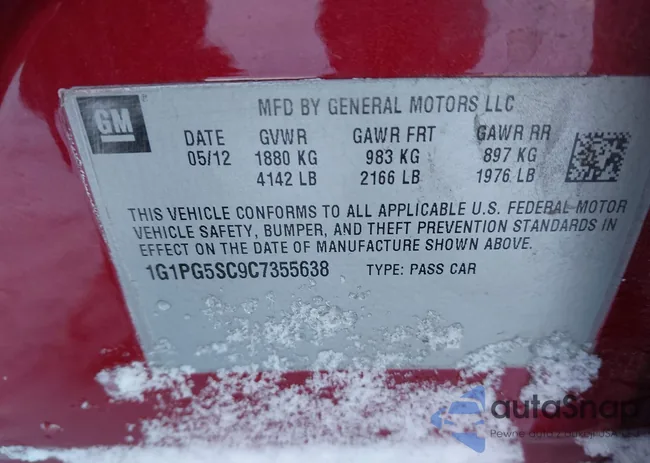 GM
MFD BY GENERAL MOTORS LLC
DATE GVWR GAWR FRT GAWR RR
05/12 1880 KG 983 KG 897 KG
4142 LB 2166 LB 1976 LB
THIS VEHICLE CONFORMS TO ALL APPLICABLE U.S. FEDERAL MOTOR
VEHICLE SAFETY, BUMPER, AND THEFT PREVENTION STANDARDS IN
EFFECT ON THE DATE OF MANUFACTURE SHOWN ABOVE.
1G1PG5SC9C7355638 TYPE: PASS CAR
autoSnap
Pewne auta z